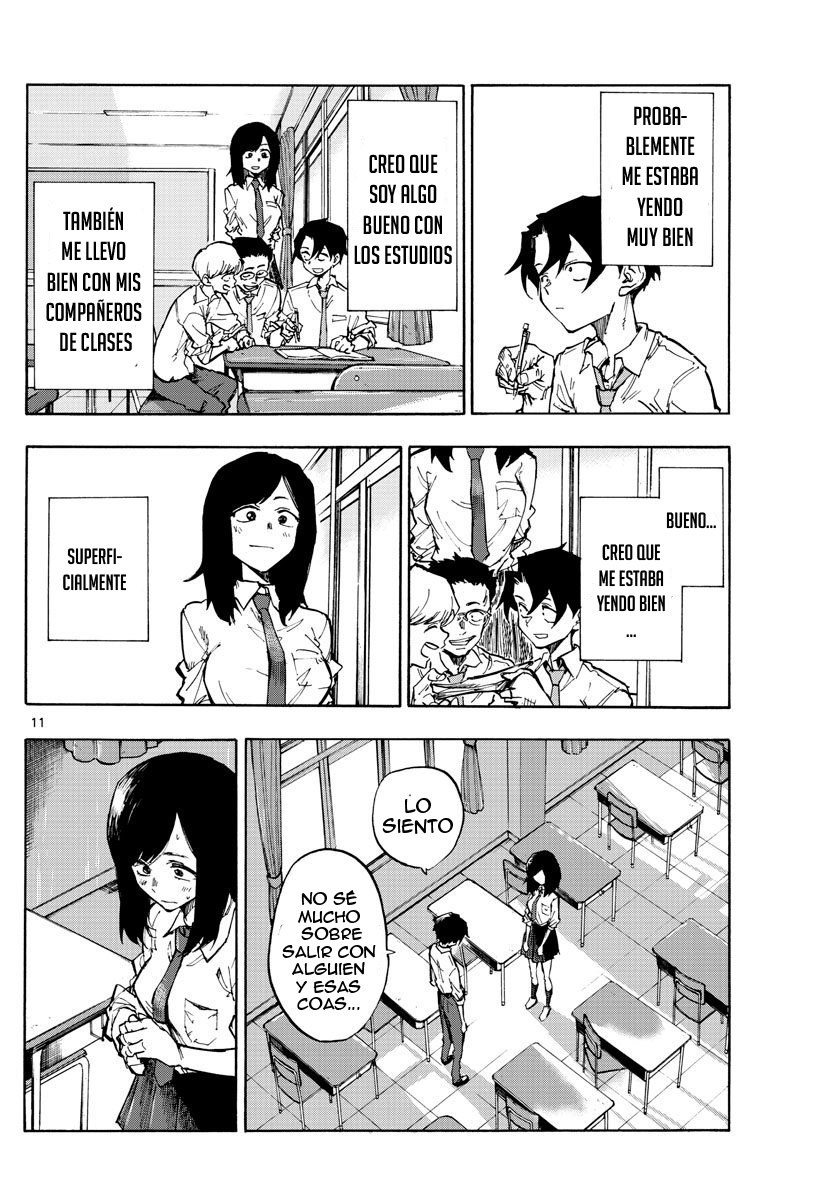 PROBA-
BLEMENTE
ME ESTABA
YENDO
MUY BIEN
CREO QUE
SOY ALGO
BUENO CON
LOS ESTUDIOS
TAMBIÉN
ME LLEVO
BIEN CON MIS
COMPAÑEROS
DE CLASES
BUENO...
CREO QUE
ME ESTABA
YENDO BIEN
...
SUPERFI-
CIALMENTE
11
LO
SIENTO
NO SÉ
MUCHO
SOBRE
SALIR CON
ALGUIEN
Y ESAS
COAS...